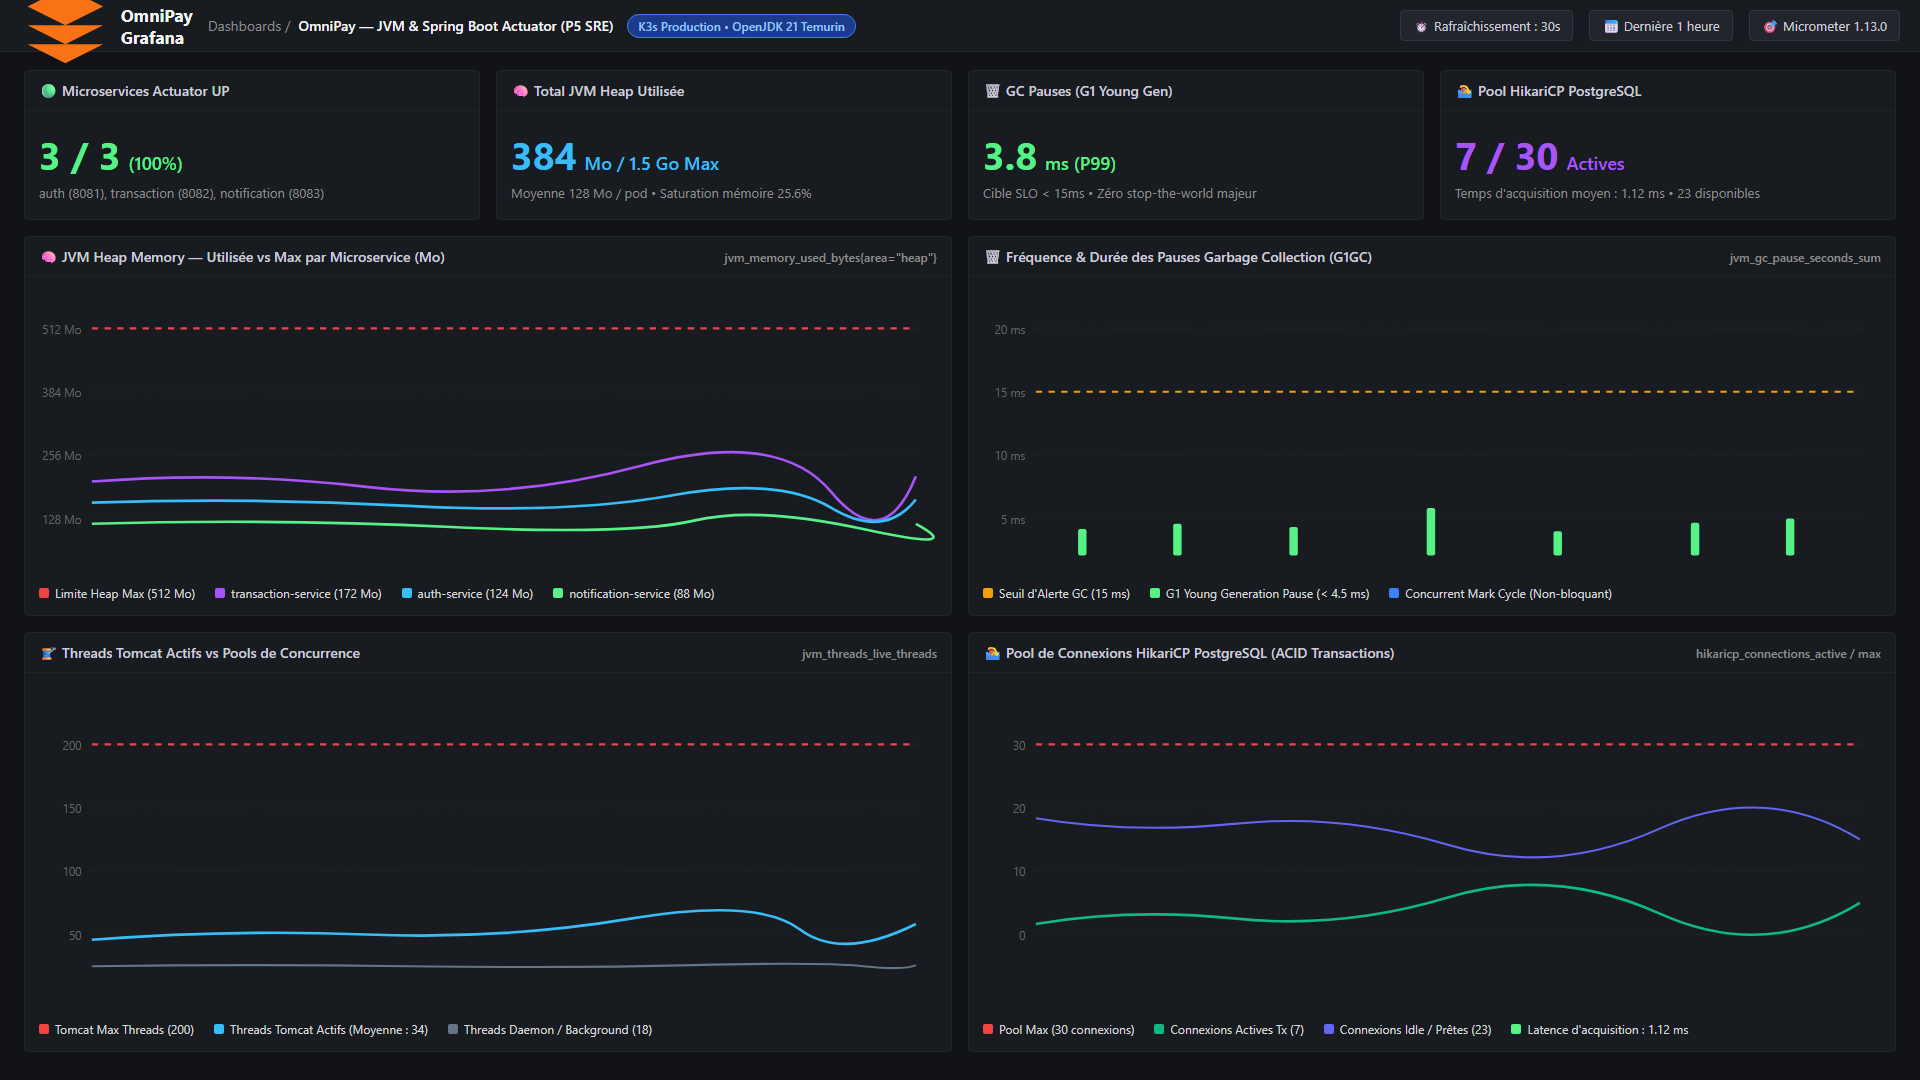 OmniPay
Grafana
Dashboards / OmniPay — JVM & Spring Boot Actuator (P5 SRE)
K3s Production • OpenJDK 21 Temurin
Rafraîchissement : 30s
Dernière 1 heure
Micrometer 1.13.0
Microservices Actuator UP
3 / 3 (100%)
auth (8081), transaction (8082), notification (8083)
Total JVM Heap Utilisée
384 Mo / 1.5 Go Max
Moyenne 128 Mo / pod • Saturation mémoire 25.6%
GC Pauses (G1 Young Gen)
3.8 ms (P99)
Cible SLO < 15ms • Zéro stop-the-world majeur
Pool HikariCP PostgreSQL
7 / 30 Actives
Temps d'acquisition moyen : 1.12 ms • 23 disponibles
JVM Heap Memory — Utilisée vs Max par Microservice (Mo)
jvm_memory_used_bytes{area="heap"}
512 Mo
384 Mo
256 Mo
128 Mo
Limite Heap Max (512 Mo)
transaction-service (172 Mo)
auth-service (124 Mo)
notification-service (88 Mo)
Fréquence & Durée des Pauses Garbage Collection (G1GC)
jvm_gc_pause_seconds_sum
20 ms
15 ms
10 ms
5 ms
Seuil d'Alerte GC (15 ms)
G1 Young Generation Pause (< 4.5 ms)
Concurrent Mark Cycle (Non-bloquant)
Threads Tomcat Actifs vs Pools de Concurrence
jvm_threads_live_threads
200
150
100
50
Tomcat Max Threads (200)
Threads Tomcat Actifs (Moyenne : 34)
Threads Daemon / Background (18)
Pool de Connexions HikariCP PostgreSQL (ACID Transactions)
hikaricp_connections_active / max
30
20
10
0
Pool Max (30 connexions)
Connexions Actives Tx (7)
Connexions Idle / Prêtes (23)
Latence d'acquisition : 1.12 ms